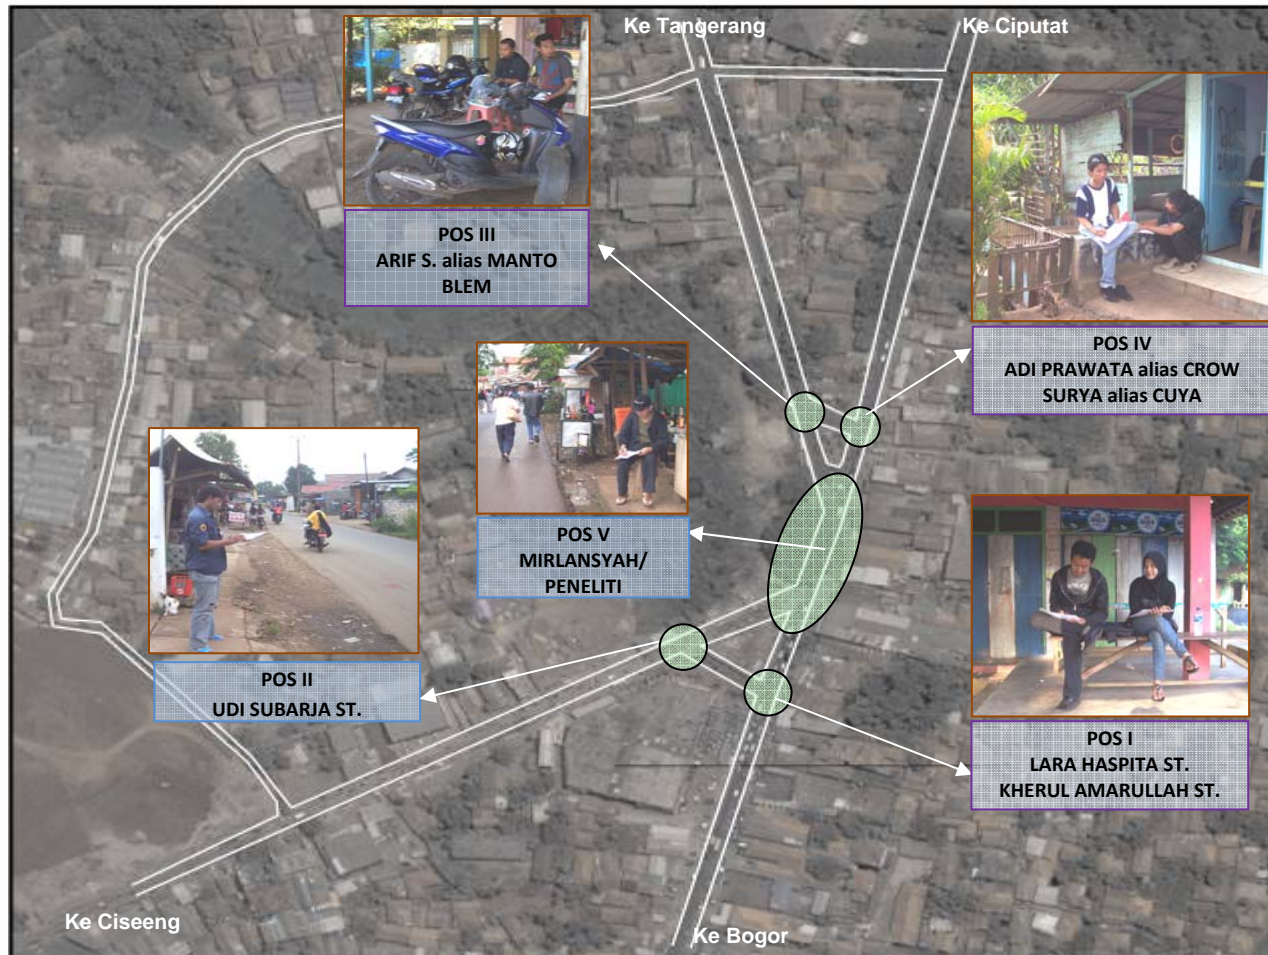 Ke Tangerang
Ke Ciputat
POS III
ARIF S. alias MANTO
BLEM
POS IV
ADI PRAWATA alias CROW
SURYA alias CUYA
POS V
MIRLANSYAH/
PENELITI
POS II
UDI SUBARJA ST.
POS I
LARA HASPITA ST.
KHERUL AMARULLAH ST.
Ke Ciseeng
Ke Bogor